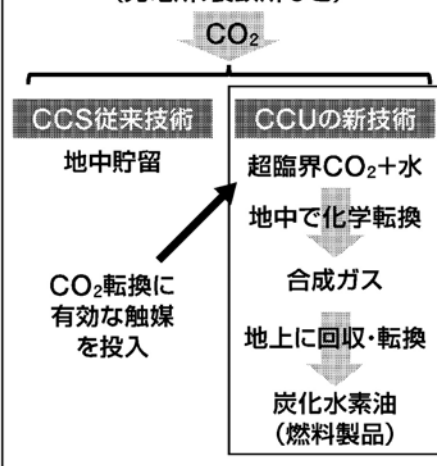 CO₂
CCS従来技術
地中貯留
CO₂転換に
有効な触媒
を投入
CCUの新技術
超臨界CO₂+水
地中で化学転換
合成ガス
地上に回収・転換
炭化水素油
(燃料製品)